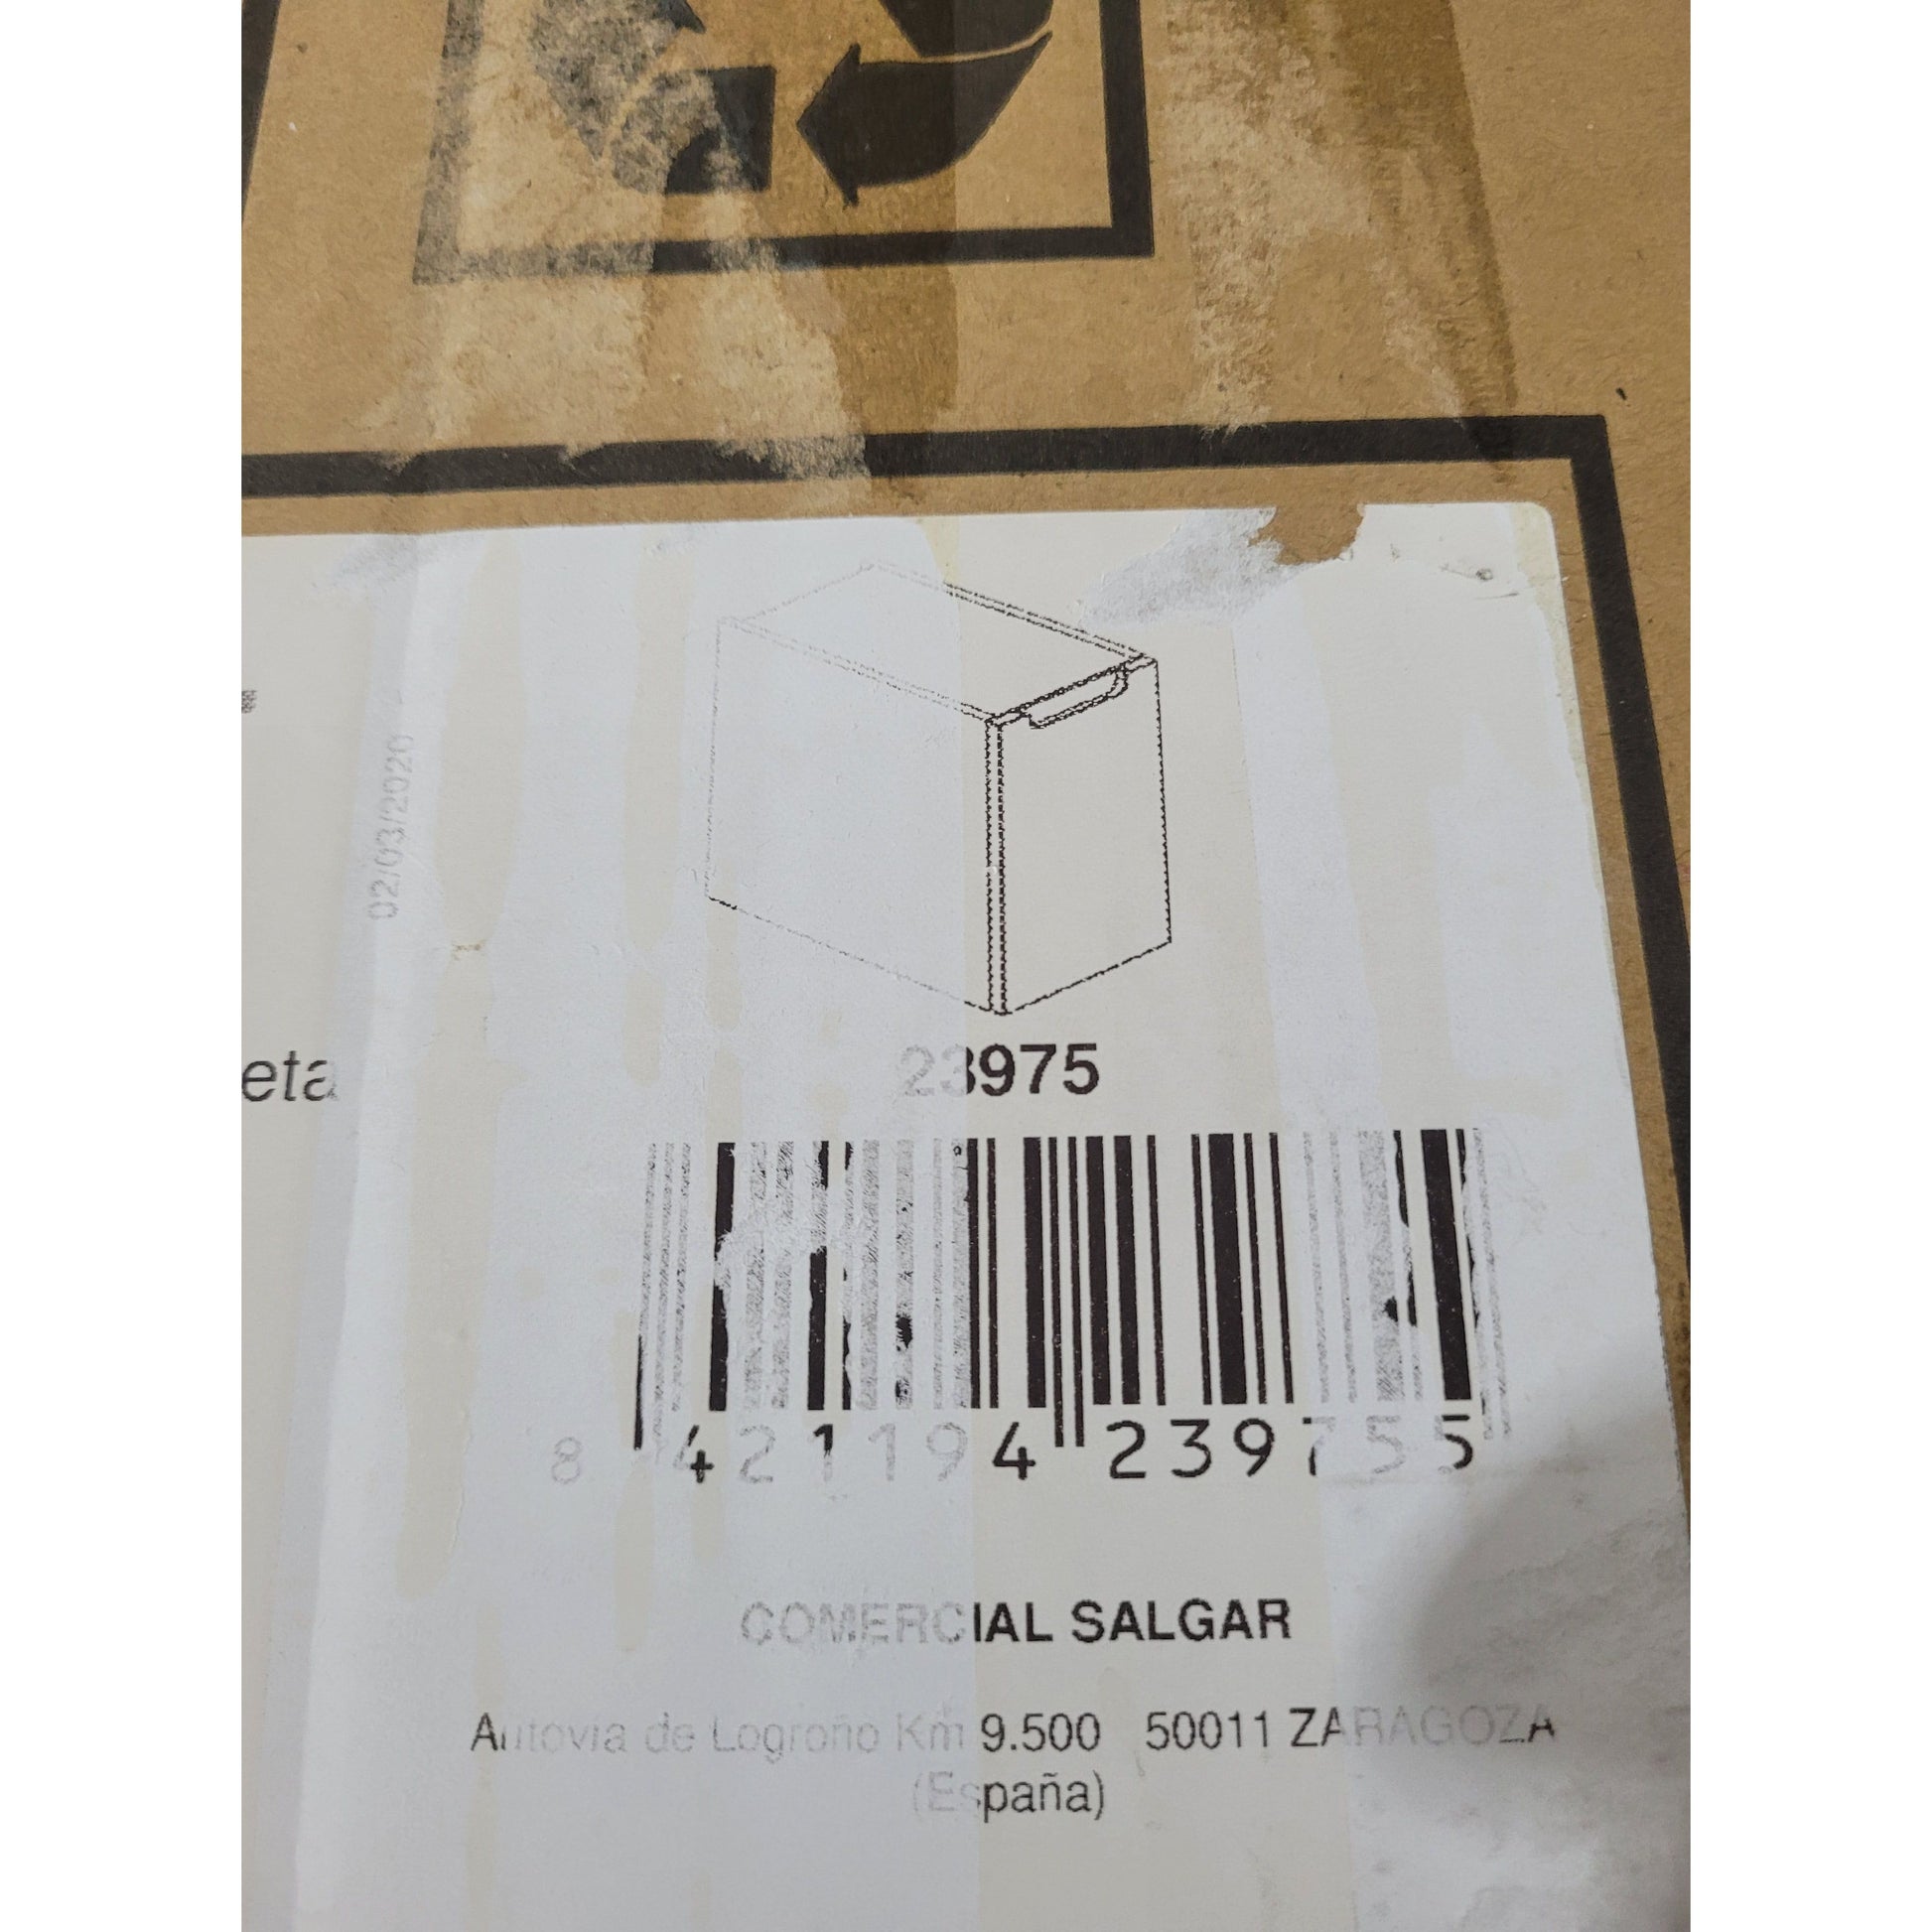 02/03/2020
eta
23975
8 421194 239755
COMERCIAL SALGAR
Autovia de Logroño Km 9.500 50011 ZARAGOZA
(España)